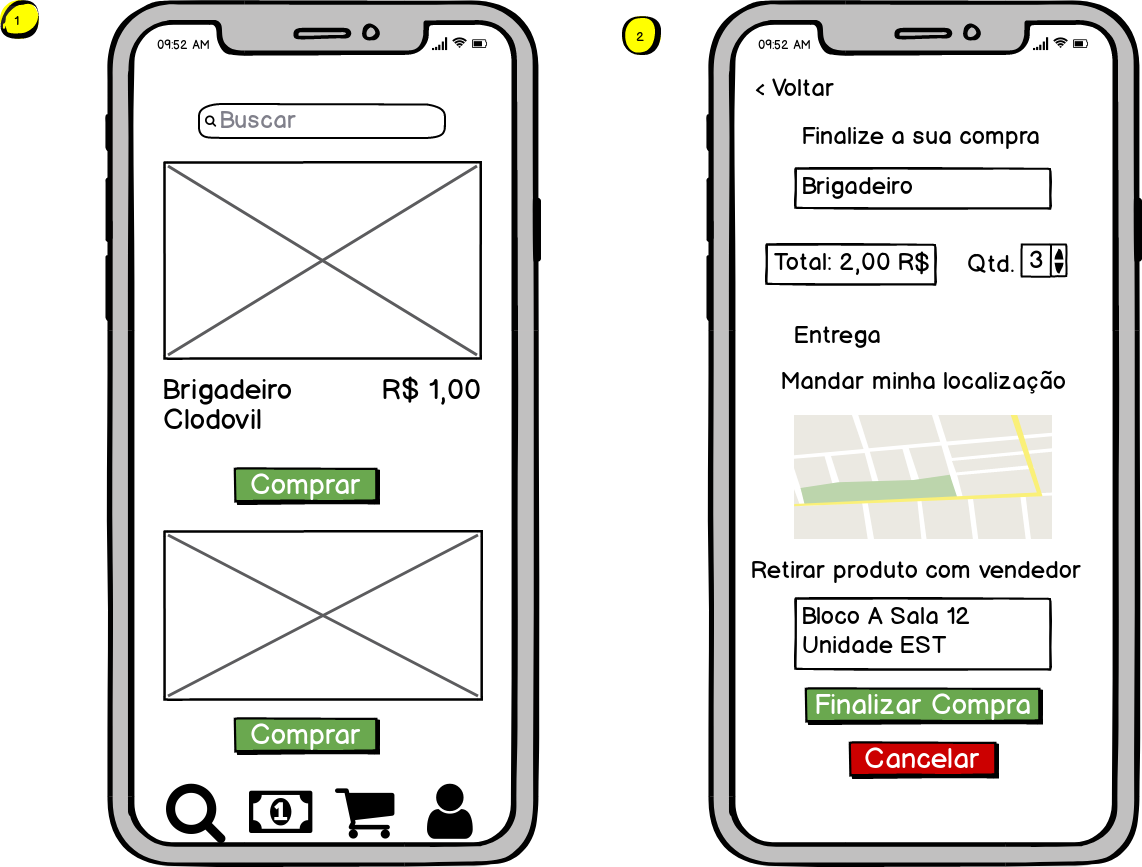 1
09:52 AM
Buscar
Brigadeiro R$ 1,00
Clodovil
Comprar
Comprar
1
2
09:52 AM
< Voltar
Finalize a sua compra
Brigadeiro
Total: 2,00 R$ Qtd. 3
Entrega
Mandar minha localização
Retirar produto com vendedor
Bloco A Sala 12
Unidade EST
Finalizar Compra
Cancelar